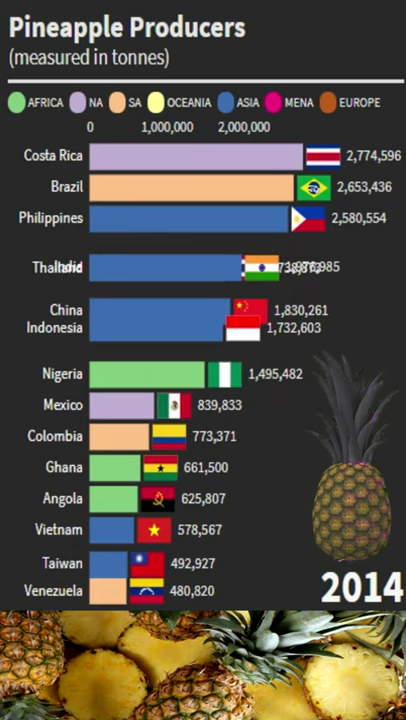 Pineapple Producers
(measured in tonnes)
AFRICA NA SA OCEANIA ASIA MENA EUROPE
0 1,000,000 2,000,000
Costa Rica 2,774,596
Brazil 2,653,436
Philippines 2,580,554
China 1,830,261
Indonesia 1,732,603
Nigeria 1,495,482
Mexico 839,833
Colombia 773,371
Ghana 661,500
Angola 625,807
Vietnam 578,567
Taiwan 492,927
Venezuela 480,820
2014